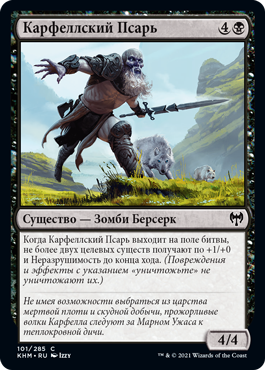 Карфеллский Псарь 4
Существо — Зомби Берсерк
Когда Карфеллский Псарь выходит на поле битвы,
не более двух целевых существ получают по +1/+0
и Неразрушимость до конца хода. (Повреждения
и эффекты с указанием «уничтожьте» не
уничтожают их.)
Не имея возможности выбраться из царства
мертвой плоти и скудной добычи, прожорливые
волки Карфелла следуют за Марном Ужаса к
теплокровной дичи.
4/4
101/285 C
KHM • RU Izzy
™ & © 2021 Wizards of the Coast